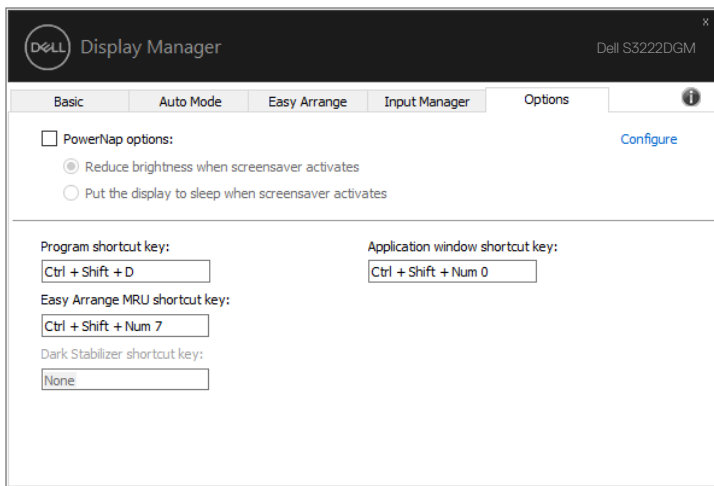 x
DELL Display Manager Dell S3222DGM
Basic Auto Mode Easy Arrange Input Manager Options i
PowerNap options: Configure
Reduce brightness when screensaver activates
Put the display to sleep when screensaver activates
Program shortcut key: Application window shortcut key:
Ctrl + Shift + D Ctrl + Shift + Num 0
Easy Arrange MRU shortcut key:
Ctrl + Shift + Num 7
Dark Stabilizer shortcut key:
None